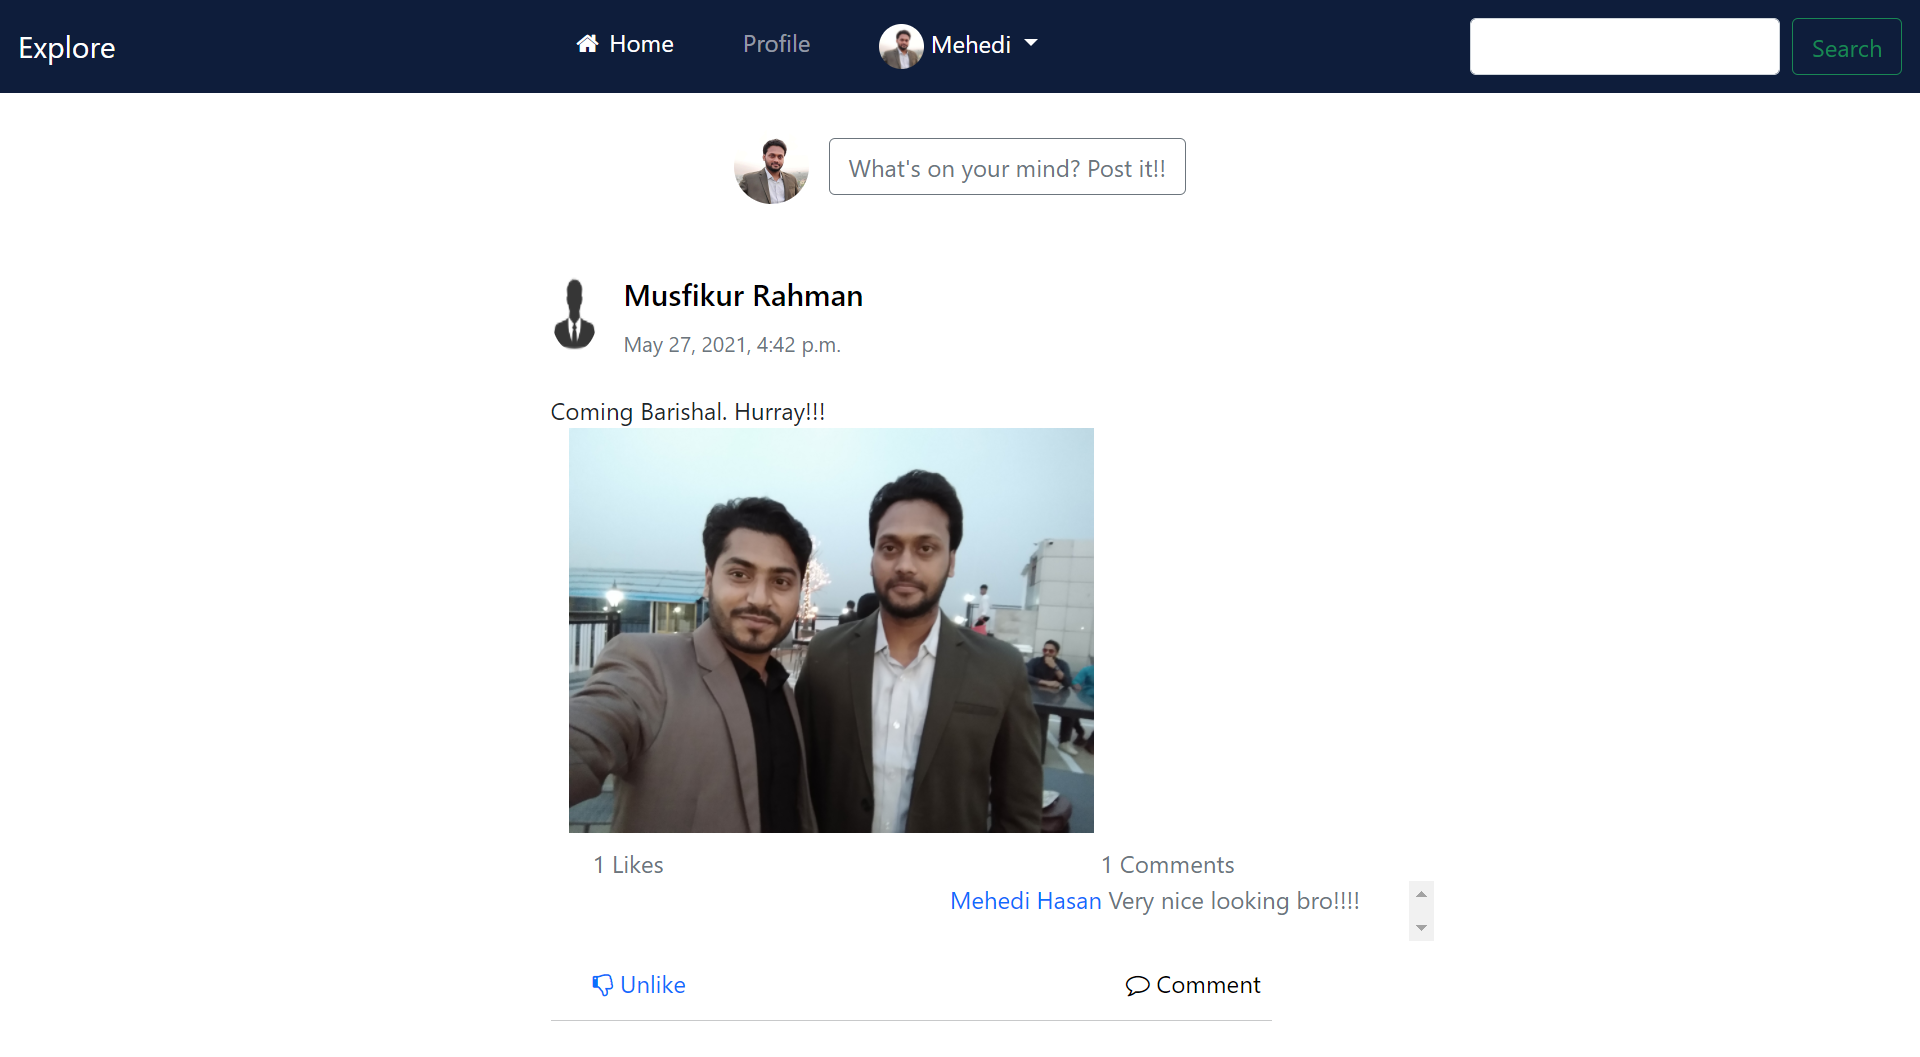 Explore
Home
Profile
Mehedi
Search
What's on your mind? Post it!!
Musfikur Rahman
May 27, 2021, 4:42 p.m.
Coming Barishal. Hurray!!!
1 Likes
1 Comments
Mehedi Hasan Very nice looking bro!!!!
Unlike
Comment